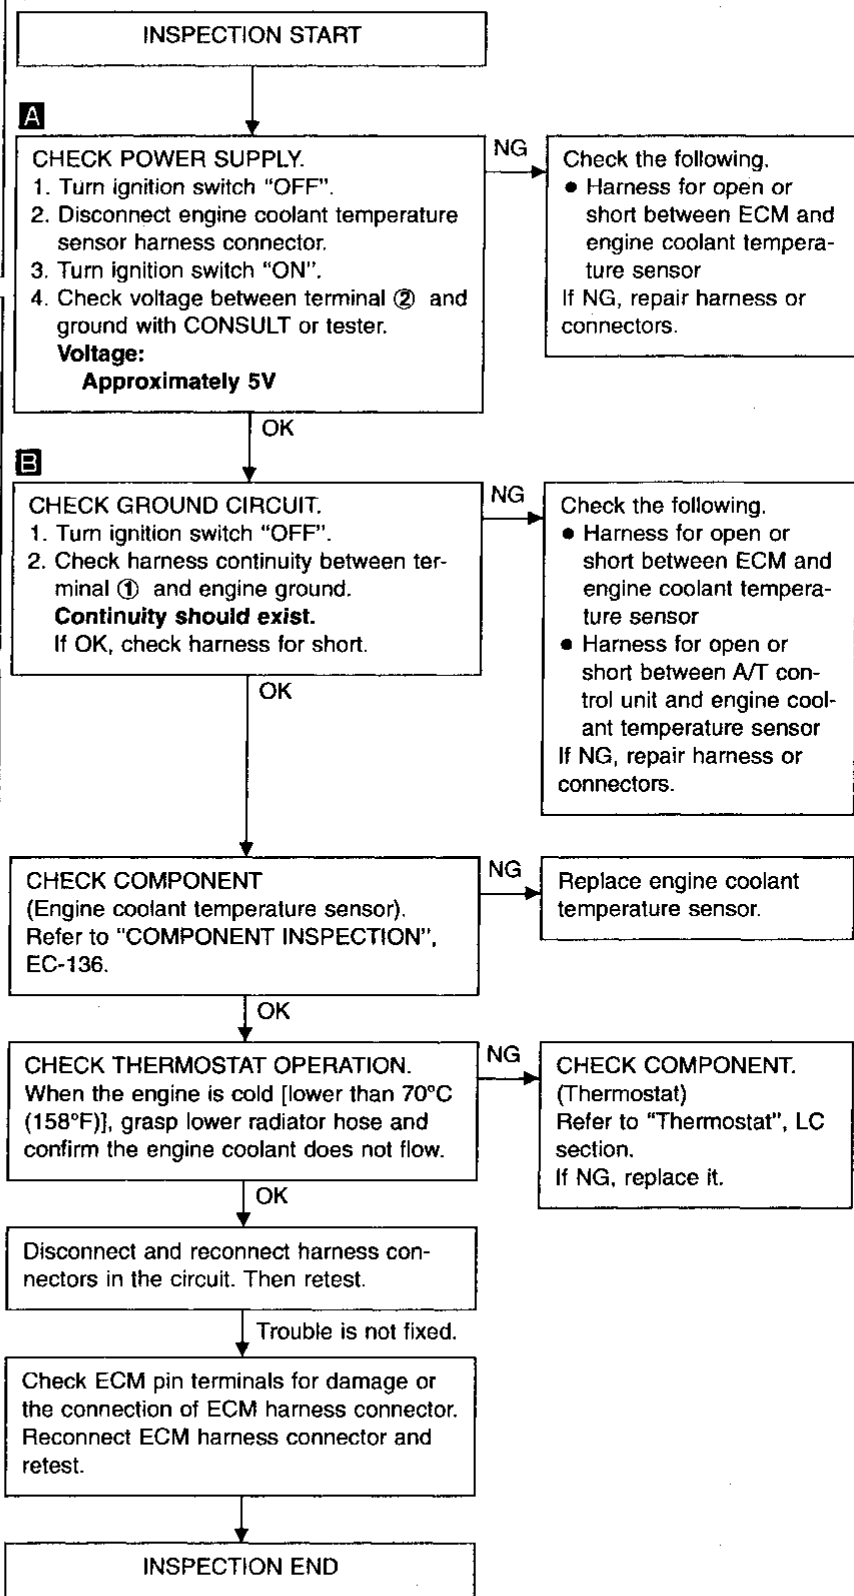 INSPECTION START
A
CHECK POWER SUPPLY.
1. Turn ignition switch “OFF”.
2. Disconnect engine coolant temperature
sensor harness connector.
3. Turn ignition switch “ON”.
4. Check voltage between terminal ② and
ground with CONSULT or tester.
Voltage:
Approximately 5V
NG
Check the following.
● Harness for open or
short between ECM and
engine coolant tempera-
ture sensor
If NG, repair harness or
connectors.
OK
B
CHECK GROUND CIRCUIT.
1. Turn ignition switch “OFF”.
2. Check harness continuity between ter-
minal ① and engine ground.
Continuity should exist.
If OK, check harness for short.
NG
Check the following.
● Harness for open or
short between ECM and
engine coolant tempera-
ture sensor
● Harness for open or
short between A/T con-
trol unit and engine cool-
ant temperature sensor
If NG, repair harness or
connectors.
OK
CHECK COMPONENT
(Engine coolant temperature sensor).
Refer to “COMPONENT INSPECTION”,
EC-136.
NG
Replace engine coolant
temperature sensor.
OK
CHECK THERMOSTAT OPERATION.
When the engine is cold [lower than 70°C
(158°F)], grasp lower radiator hose and
confirm the engine coolant does not flow.
NG
CHECK COMPONENT.
(Thermostat)
Refer to “Thermostat”, LC
section.
If NG, replace it.
OK
Disconnect and reconnect harness con-
nectors in the circuit. Then retest.
Trouble is not fixed.
Check ECM pin terminals for damage or
the connection of ECM harness connector.
Reconnect ECM harness connector and
retest.
INSPECTION END